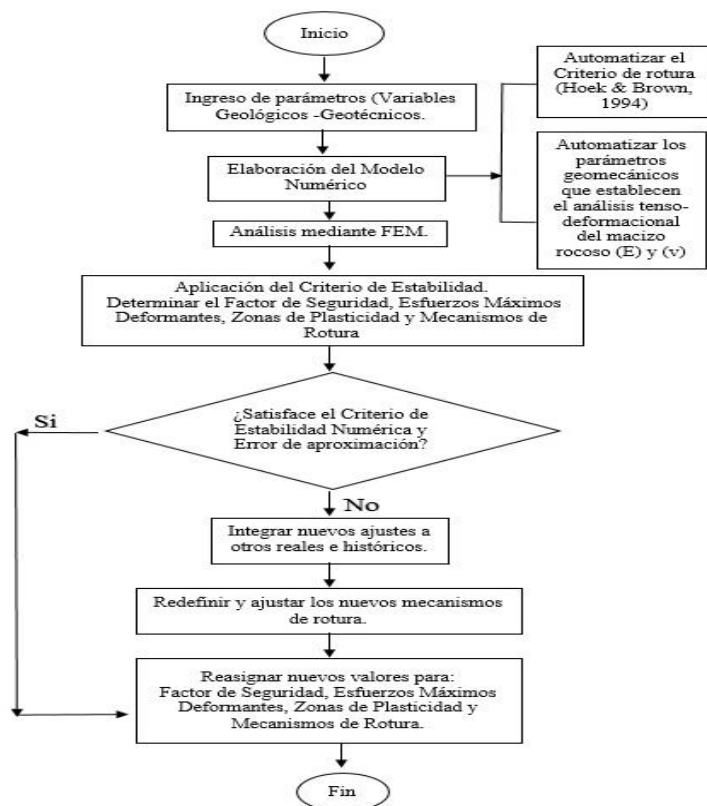 Inicio
Ingreso de parámetros (Variables
Geológicos -Geotécnicos.
Elaboración del Modelo
Numérico
Automatizar el
Criterio de rotura
(Hoek & Brown,
1994)
Automatizar los
parámetros
geomecánicos
que establecen
el análisis tenso-
deformacional
del macizo
rocoso (E) y (v)
Análisis mediante FEM.
Aplicación del Criterio de Estabilidad.
Determinar el Factor de Seguridad, Esfuerzos Máximos
Deformantes, Zonas de Plasticidad y Mecanismos de
Rotura
¿Satisface el Criterio de
Estabilidad Numérica y
Error de aproximación?
Si
No
Integrar nuevos ajustes a
otros reales e históricos.
Redefinir y ajustar los nuevos mecanismos
de rotura.
Reasignar nuevos valores para:
Factor de Seguridad, Esfuerzos Máximos
Deformantes, Zonas de Plasticidad y
Mecanismos de Rotura.
Fin